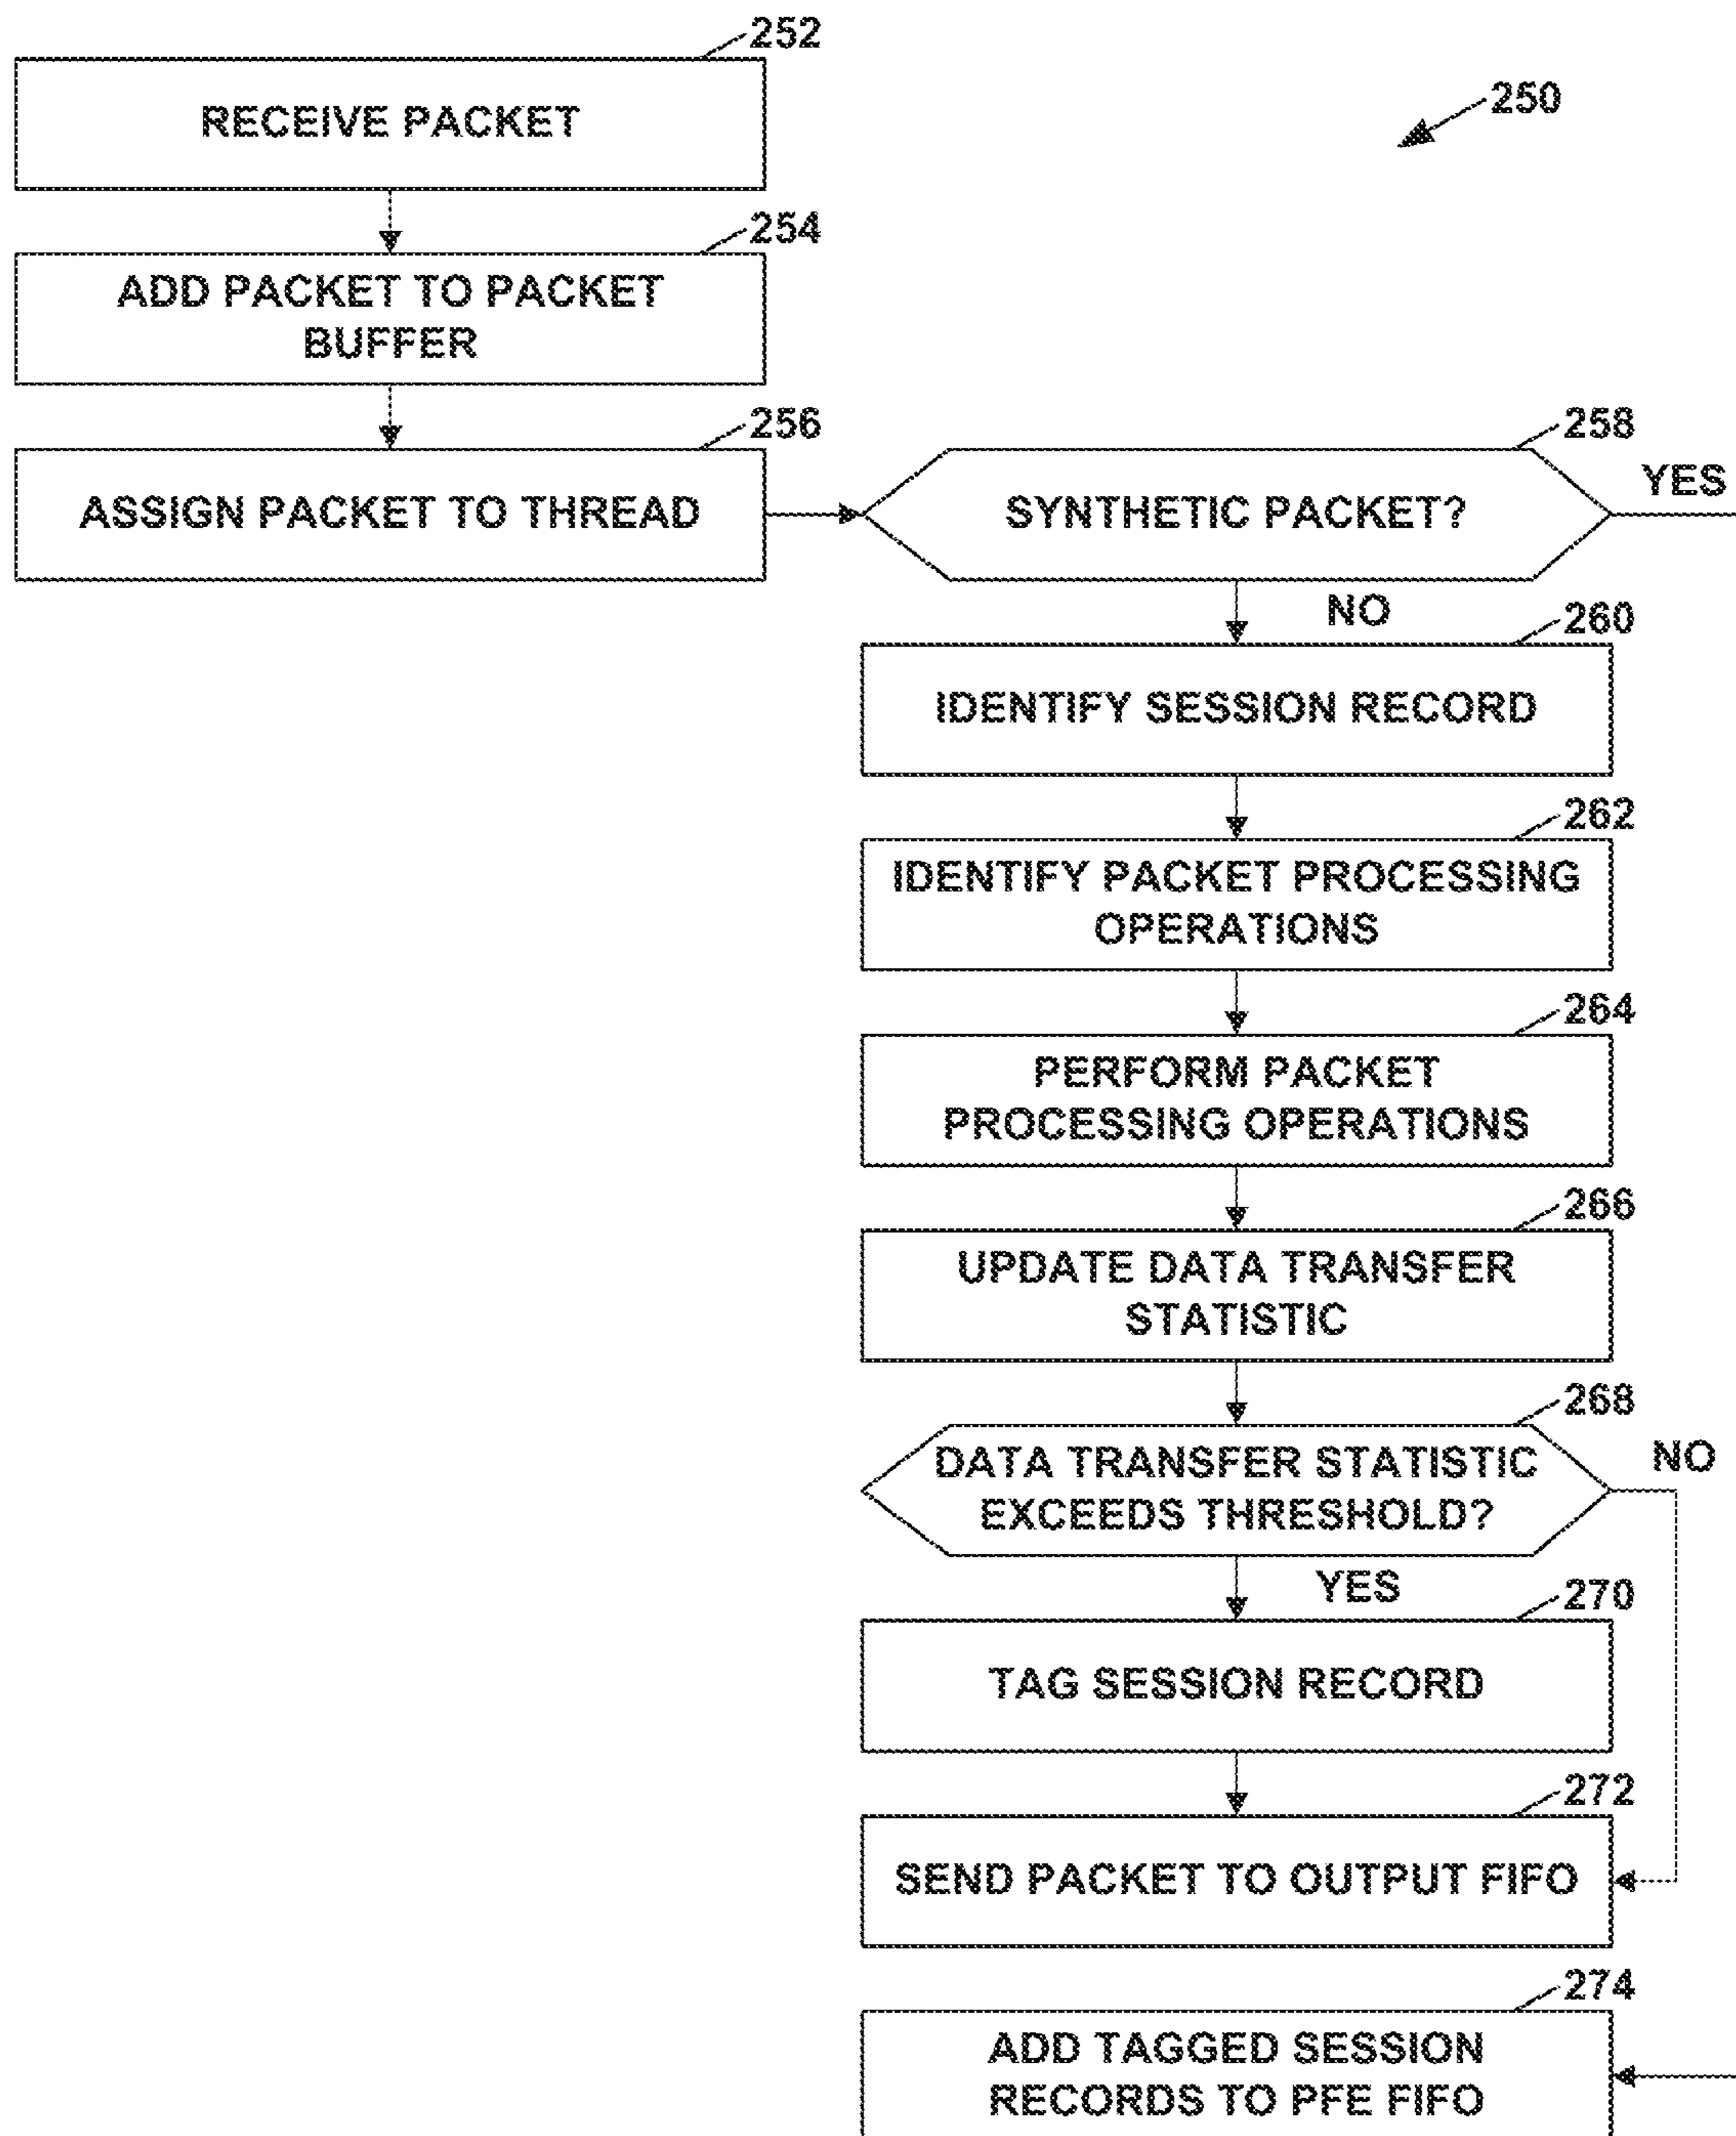 252
RECEIVE PACKET
250
254
ADD PACKET TO PACKET
BUFFER
256
ASSIGN PACKET TO THREAD
258
SYNTHETIC PACKET?
YES
NO
260
IDENTIFY SESSION RECORD
262
IDENTIFY PACKET PROCESSING
OPERATIONS
264
PERFORM PACKET
PROCESSING OPERATIONS
266
UPDATE DATA TRANSFER
STATISTIC
268
DATA TRANSFER STATISTIC
EXCEEDS THRESHOLD?
NO
YES
270
TAG SESSION RECORD
272
SEND PACKET TO OUTPUT FIFO
274
ADD TAGGED SESSION
RECORDS TO PFE FIFO